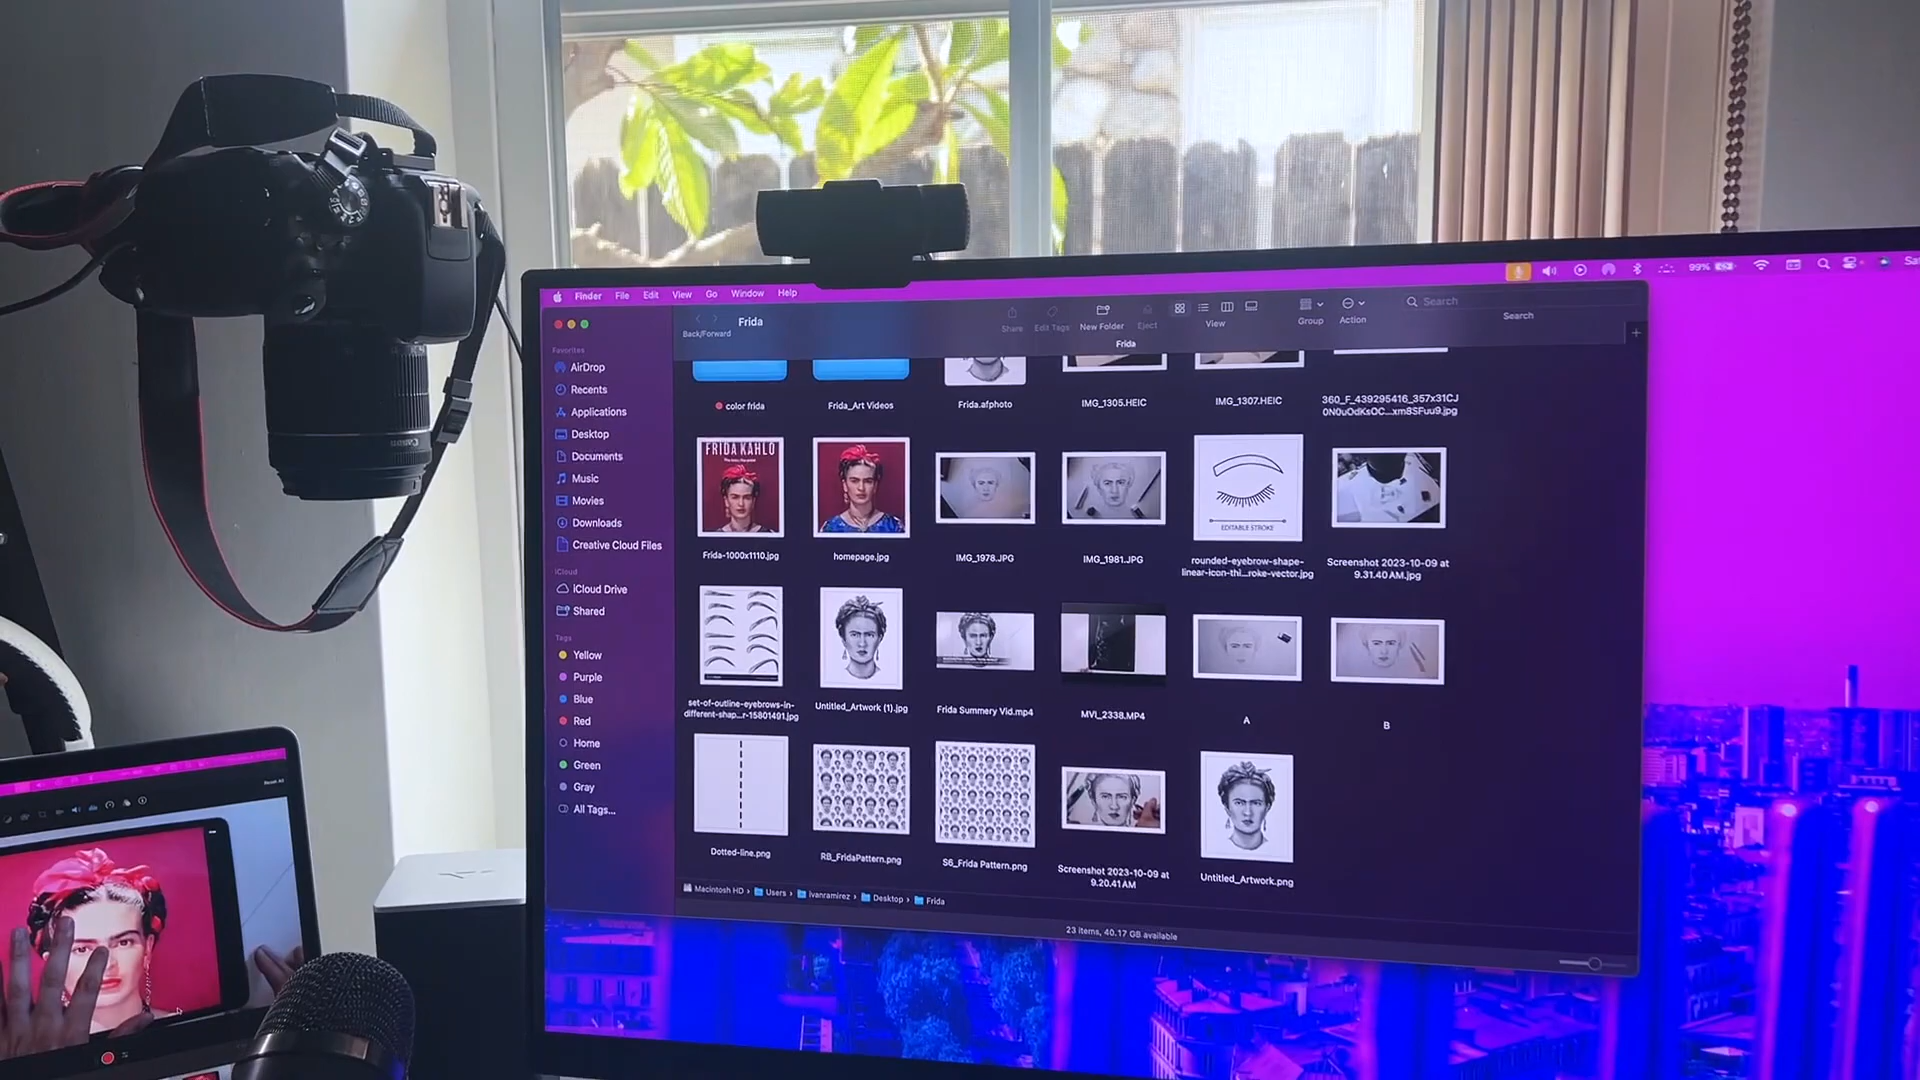 Finder File Edit View Go Window Help
99%
Frida
Back/Forward
Share
Edit Tags
New Folder
Eject
View
Group
Action
Search
Search
Frida
Favorites
AirDrop
Recents
Applications
Desktop
Documents
Music
Movies
Downloads
Creative Cloud Files
iCloud
iCloud Drive
Shared
Tags
Yellow
Purple
Blue
Red
Home
Green
Gray
All Tags...
color frida
Frida_Art Videos
Frida.afphoto
IMG_1305.HEIC
IMG_1307.HEIC
360_F_439295416_357x31CJ
0N0uOdKsOC...xm8SFuu9.jpg
FRIDA KAHLO
Frida-1000x1110.jpg
homepage.jpg
IMG_1978.JPG
IMG_1981.JPG
EDITABLE STROKE
rounded-eyebrow-shape-
linear-icon-thi...roke-vector.jpg
Screenshot 2023-10-09 at
9.31.40 AM.jpg
set-of-outline-eyebrows-in-
different-shap...r-15801491.jpg
Untitled_Artwork (1).jpg
Frida Summery Vid.mp4
MVI_2338.MP4
A
B
Dotted-line.png
RB_FridaPattern.png
S6_Frida Pattern.png
Screenshot 2023-10-09 at
9.20.41 AM
Untitled_Artwork.png
Macintosh HD › Users › ivanramirez › Desktop › Frida
23 items, 40.17 GB available
CANON